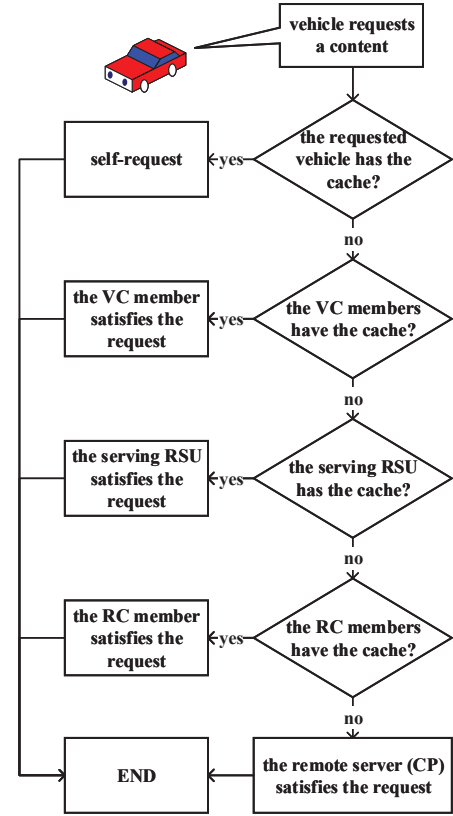 vehicle requests
a content
the requested
vehicle has the
cache?
yes
self-request
no
the VC members
have the cache?
yes
the VC member
satisfies the
request
no
the serving RSU
has the cache?
yes
the serving RSU
satisfies the
request
no
the RC members
have the cache?
yes
the RC member
satisfies the
request
no
the remote server (CP)
satisfies the request
END